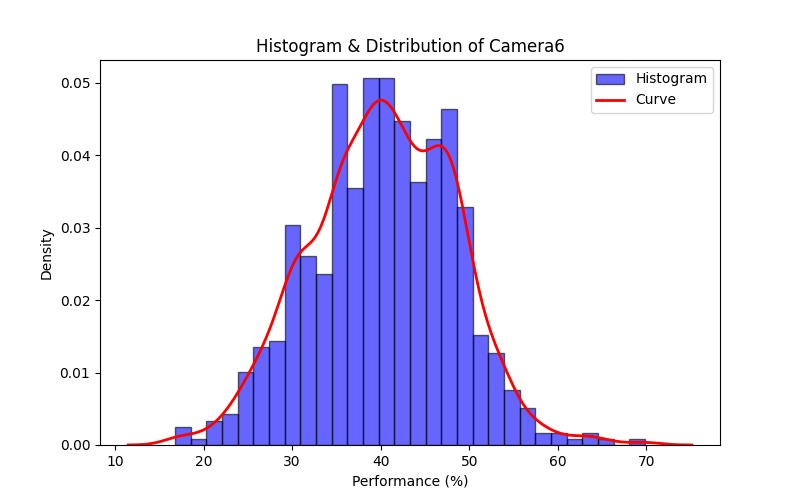 Histogram & Distribution of Camera6
Histogram
Curve
0.05
0.04
0.03
0.02
0.01
0.00
Density
10 20 30 40 50 60 70
Performance (%)